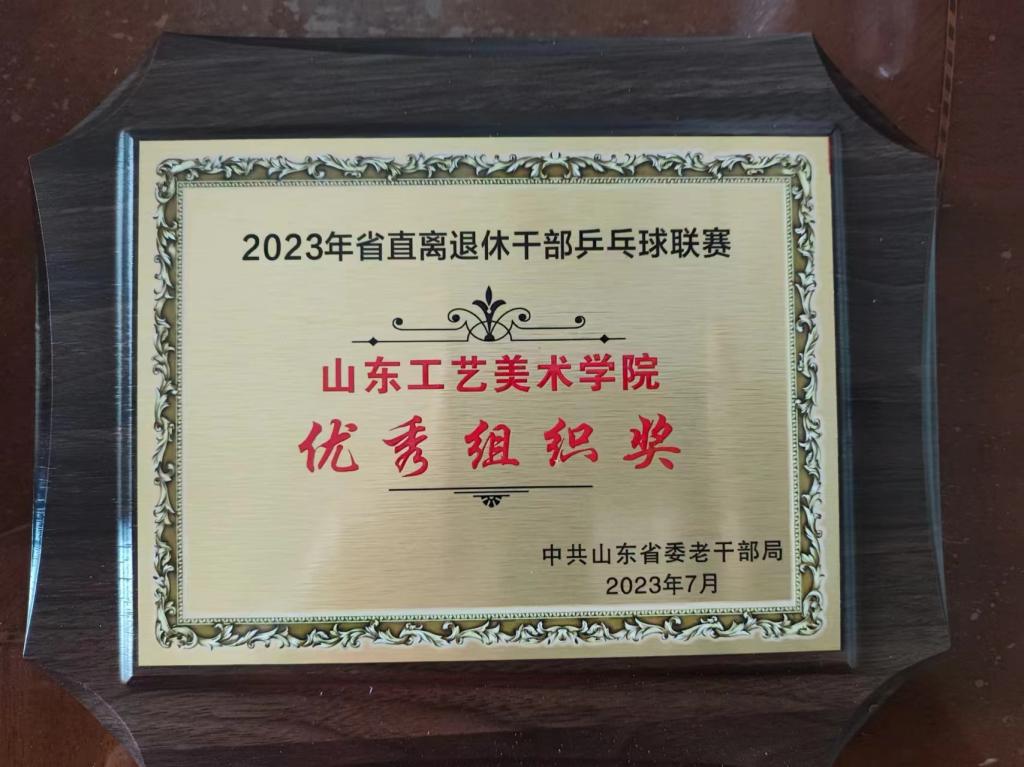 2023年省直离退休干部乒乓球联赛
山东工艺美术学院
优秀组织奖
中共山东省委老干部局
2023年7月